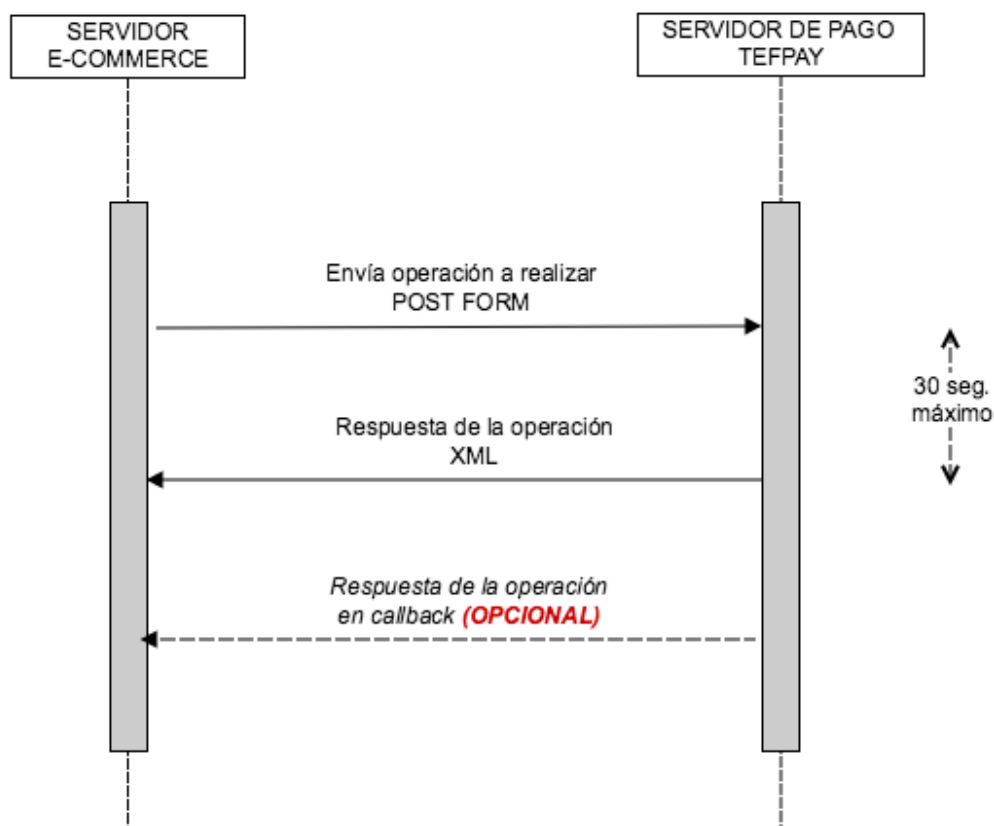 SERVIDOR
E-COMMERCE
SERVIDOR DE PAGO
TEFPAY
Envía operación a realizar
POST FORM
30 seg.
máximo
Respuesta de la operación
XML
Respuesta de la operación
en callback (OPCIONAL)